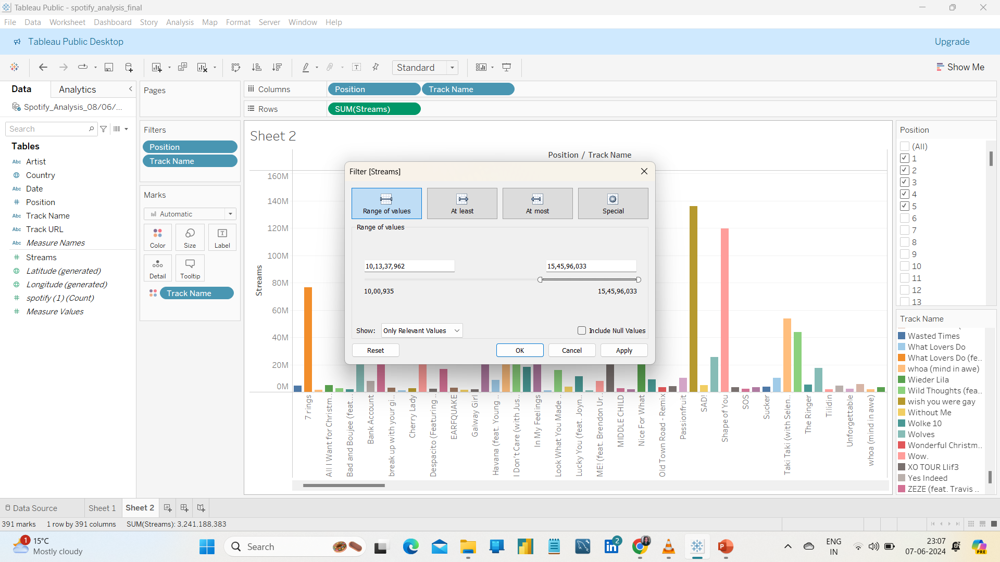 Tableau Public - spotify_analysis_final
File Data Worksheet Dashboard Story Analysis Map Format Server Window Help
Tableau Public Desktop
Upgrade
Standard
Show Me
Data
Analytics
Spotify_Analysis_08/06/...
Search
Tables
Abc Artist
Country
Abc Date
Position
Abc Track Name
Abc Track URL
Abc Measure Names
Streams
Latitude (generated)
Longitude (generated)
spotify (1) (Count)
Measure Values
Pages
Filters
Position
Track Name
Marks
Automatic
Color Size Label
Detail Tooltip
Track Name
Columns
Position
Track Name
Rows
SUM(Streams)
Sheet 2
Position / Track Name
Streams
160M
140M
120M
100M
80M
60M
40M
20M
0M
7 rings
All I Want for Christm..
Bad and Boujee (feat...
Bank Account
break up with your gi..
Cherry Lady
Despacito (Featuring ..
EARFQUAKE
Galway Girl
Havana (feat. Young ..
I Don't Care (with Jus..
In My Feelings
Look What You Made ..
Lucky You (feat. Joyn..
ME! (feat. Brendon Ur..
MIDDLE CHILD
Nice For What
Old Town Road - Remix
Passionfruit
SAD!
Shape of You
SOS
Sucker
Taki Taki (with Selen..
The Ringer
Tilidin
Unforgettable
whoa (mind in awe)
Filter [Streams]
Range of values
At least
At most
Special
Range of values
10,13,37,962
15,45,96,033
10,00,935
15,45,96,033
Show: Only Relevant Values
Include Null Values
Reset
OK
Cancel
Apply
Position
(All)
1
2
3
4
5
6
7
8
9
10
11
12
13
Track Name
Wasted Times
What Lovers Do
What Lovers Do (fe..
whoa (mind in awe)
Wieder Lila
Wild Thoughts (fea..
wish you were gay
Without Me
Wolke 10
Wolves
Wonderful Christm..
Wow.
XO TOUR Llif3
Yes Indeed
ZEZE (feat. Travis ..
Data Source
Sheet 1
Sheet 2
391 marks
1 row by 391 columns
SUM(Streams): 3,241,188,383
1
15°C
Mostly cloudy
Search
2
ENG
IN
23:07
07-06-2024
PRE